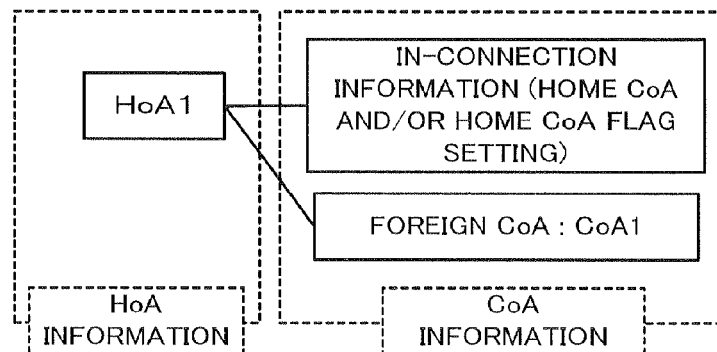 HoA1
IN-CONNECTION
INFORMATION (HOME CoA
AND/OR HOME CoA FLAG
SETTING)
FOREIGN CoA : CoA1
HoA
INFORMATION
CoA
INFORMATION